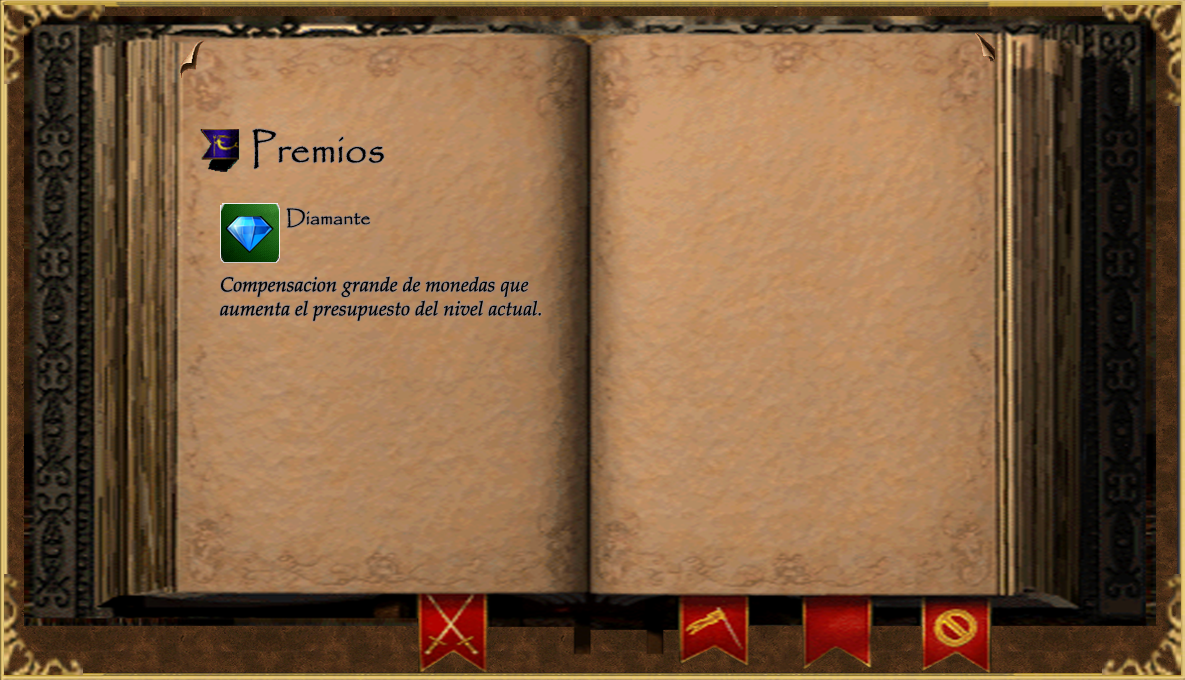 Premios
Diamante
Compensacion grande de monedas que
aumenta el presupuesto del nivel actual.